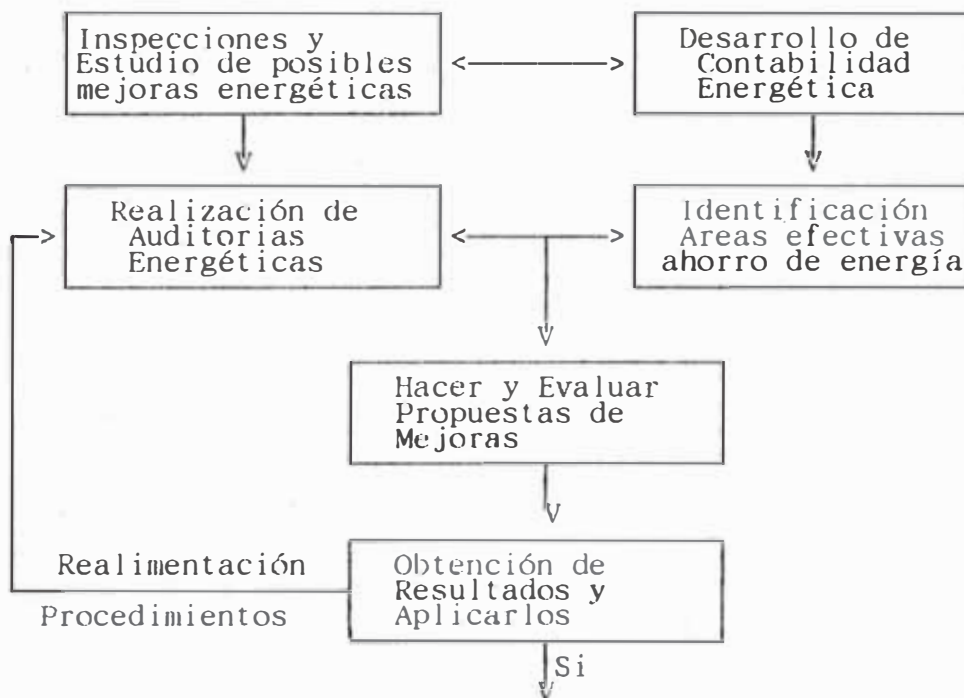 Inspecciones y
Estudio de posibles
mejoras energéticas
Desarrollo de
Contabilidad
Energética
Realización de
Auditorias
Energéticas
Identificación
Areas efectivas
ahorro de energía
Hacer y Evaluar
Propuestas de
Mejoras
Realimentación
Procedimientos
Obtención de
Resultados y
Aplicarlos
Si